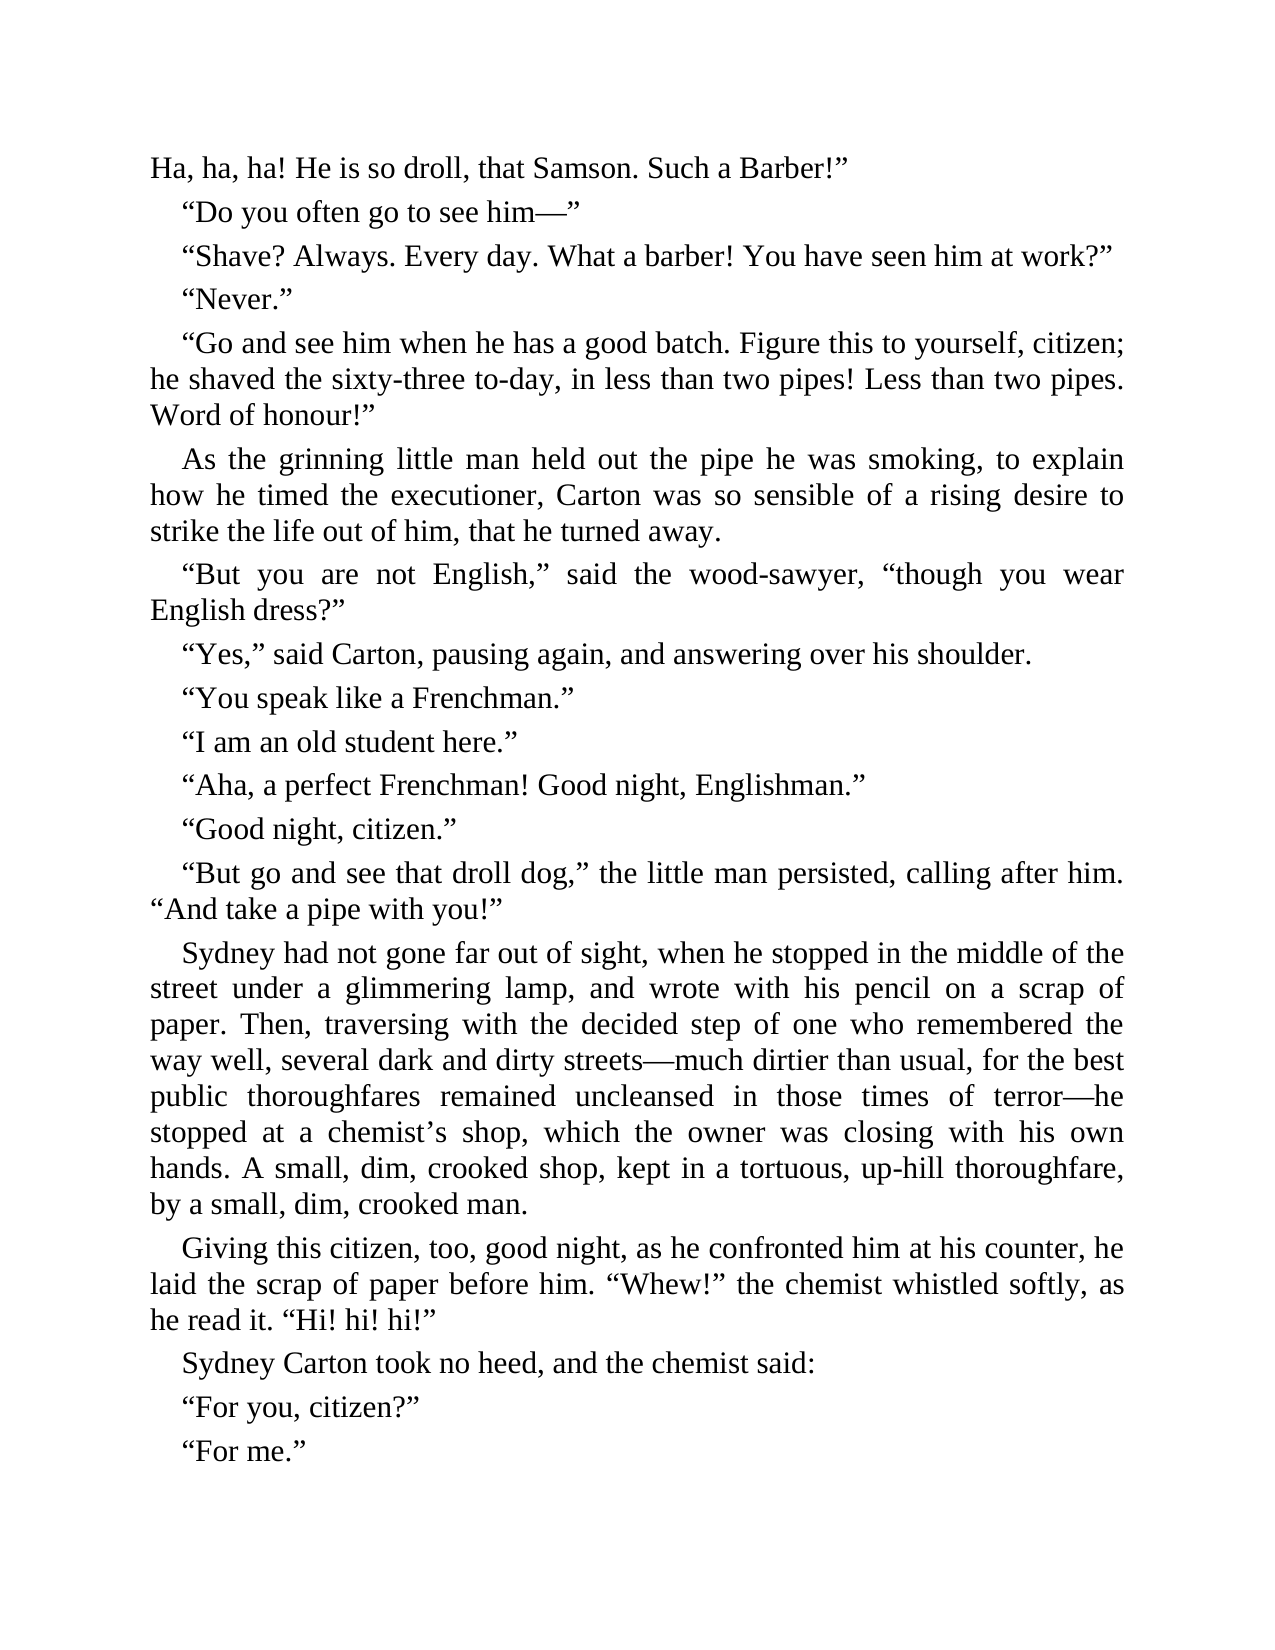 Ha, ha, ha! He is so droll, that Samson. Such a Barber!”
“Do you often go to see him—”
“Shave? Always. Every day. What a barber! You have seen him at work?”
“Never.”
“Go and see him when he has a good batch. Figure this to yourself, citizen;
he shaved the sixty-three to-day, in less than two pipes! Less than two pipes.
Word of honour!”
As the grinning little man held out the pipe he was smoking, to explain
how he timed the executioner, Carton was so sensible of a rising desire to
strike the life out of him, that he turned away.
“But you are not English,” said the wood-sawyer, “though you wear
English dress?”
“Yes,” said Carton, pausing again, and answering over his shoulder.
“You speak like a Frenchman.”
“I am an old student here.”
“Aha, a perfect Frenchman! Good night, Englishman.”
“Good night, citizen.”
“But go and see that droll dog,” the little man persisted, calling after him.
“And take a pipe with you!”
Sydney had not gone far out of sight, when he stopped in the middle of the
street under a glimmering lamp, and wrote with his pencil on a scrap of
paper. Then, traversing with the decided step of one who remembered the
way well, several dark and dirty streets—much dirtier than usual, for the best
public thoroughfares remained uncleansed in those times of terror—he
stopped at a chemist’s shop, which the owner was closing with his own
hands. A small, dim, crooked shop, kept in a tortuous, up-hill thoroughfare,
by a small, dim, crooked man.
Giving this citizen, too, good night, as he confronted him at his counter, he
laid the scrap of paper before him. “Whew!” the chemist whistled softly, as
he read it. “Hi! hi! hi!”
Sydney Carton took no heed, and the chemist said:
“For you, citizen?”
“For me.”